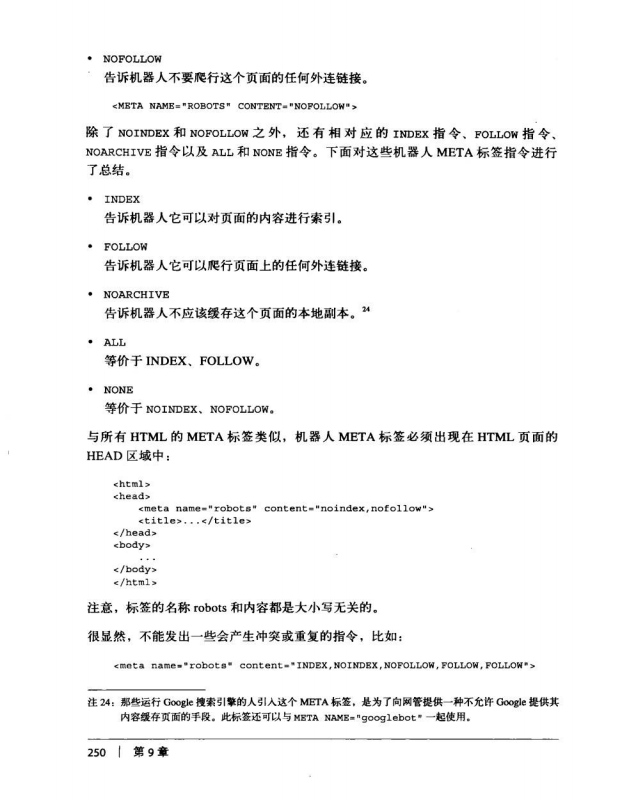 • NOFOLLOW
告诉机器人不要爬行这个页面的任何外连链接。
<META NAME="ROBOTS" CONTENT="NOFOLLOW">
除了 NOINDEX 和 NOFOLLOW 之外，还有相对应的 INDEX 指令、FOLLOW 指令、
NOARCHIVE 指令以及 ALL 和 NONE 指令。下面对这些机器人 META 标签指令进行
了总结。
• INDEX
告诉机器人它可以对页面的内容进行索引。
• FOLLOW
告诉机器人它可以爬行页面上的任何外连链接。
• NOARCHIVE
告诉机器人不应该缓存这个页面的本地副本。24
• ALL
等价于 INDEX、FOLLOW。
• NONE
等价于 NOINDEX、NOFOLLOW。
与所有 HTML 的 META 标签类似，机器人 META 标签必须出现在 HTML 页面的
HEAD 区域中：
<html>
<head>
<meta name="robots" content="noindex,nofollow">
<title>...</title>
</head>
<body>
...
</body>
</html>
注意，标签的名称 robots 和内容都是大小写无关的。
很显然，不能发出一些会产生冲突或重复的指令，比如：
<meta name="robots" content="INDEX,NOINDEX,NOFOLLOW,FOLLOW,FOLLOW">
注 24：那些运行 Google 搜索引擎的人引入这个 META 标签，是为了向网管提供一种不允许 Google 提供其
内容缓存页面的手段。此标签还可以与 META NAME="googlebot" 一起使用。
250 | 第 9 章